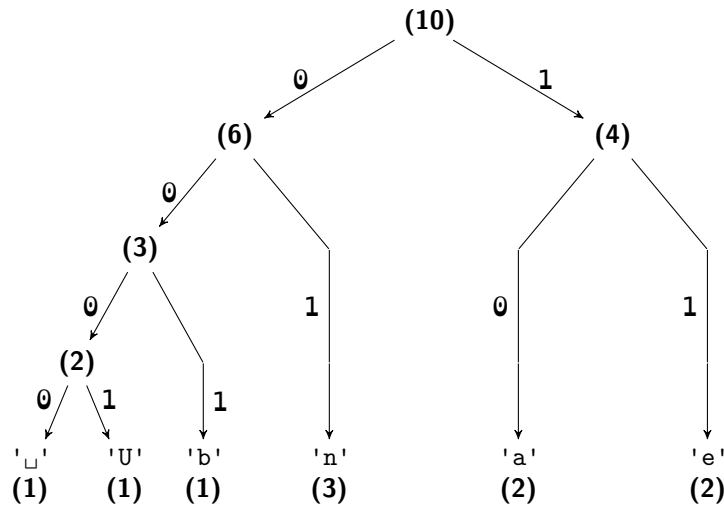 (10)
0 1
(6) (4)
0
(3)
0 1 0 1
(2)
0 1 1
'␣' 'U' 'b' 'n' 'a' 'e'
(1) (1) (1) (3) (2) (2)